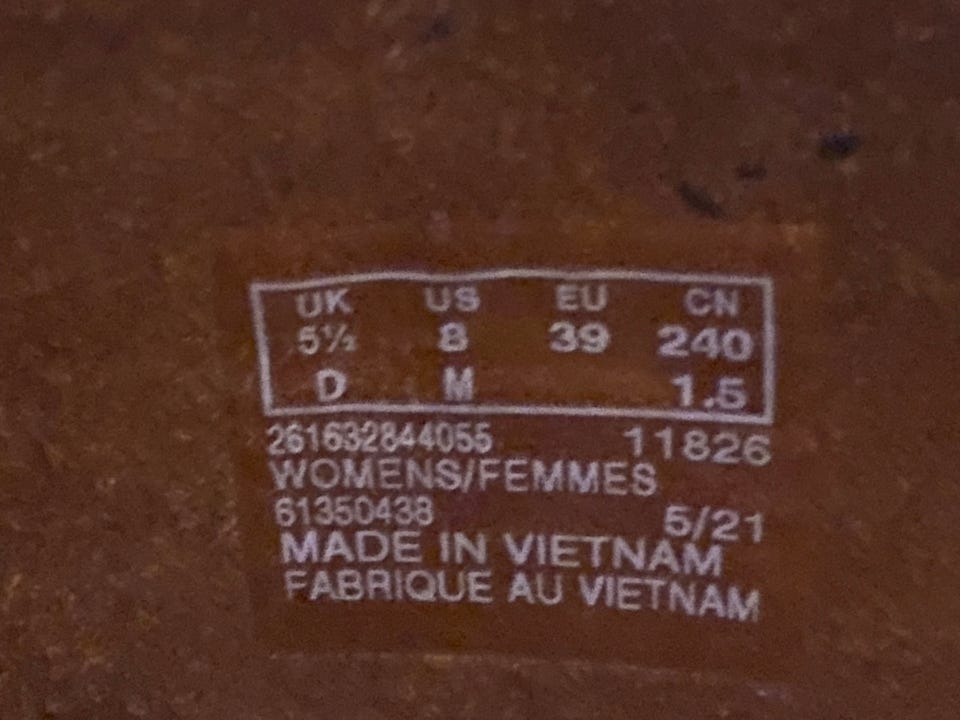 UK US EU CN
5½ 8 39 240
D M 1.5
261632844055 11826
WOMENS/FEMMES
61350438 5/21
MADE IN VIETNAM
FABRIQUE AU VIETNAM